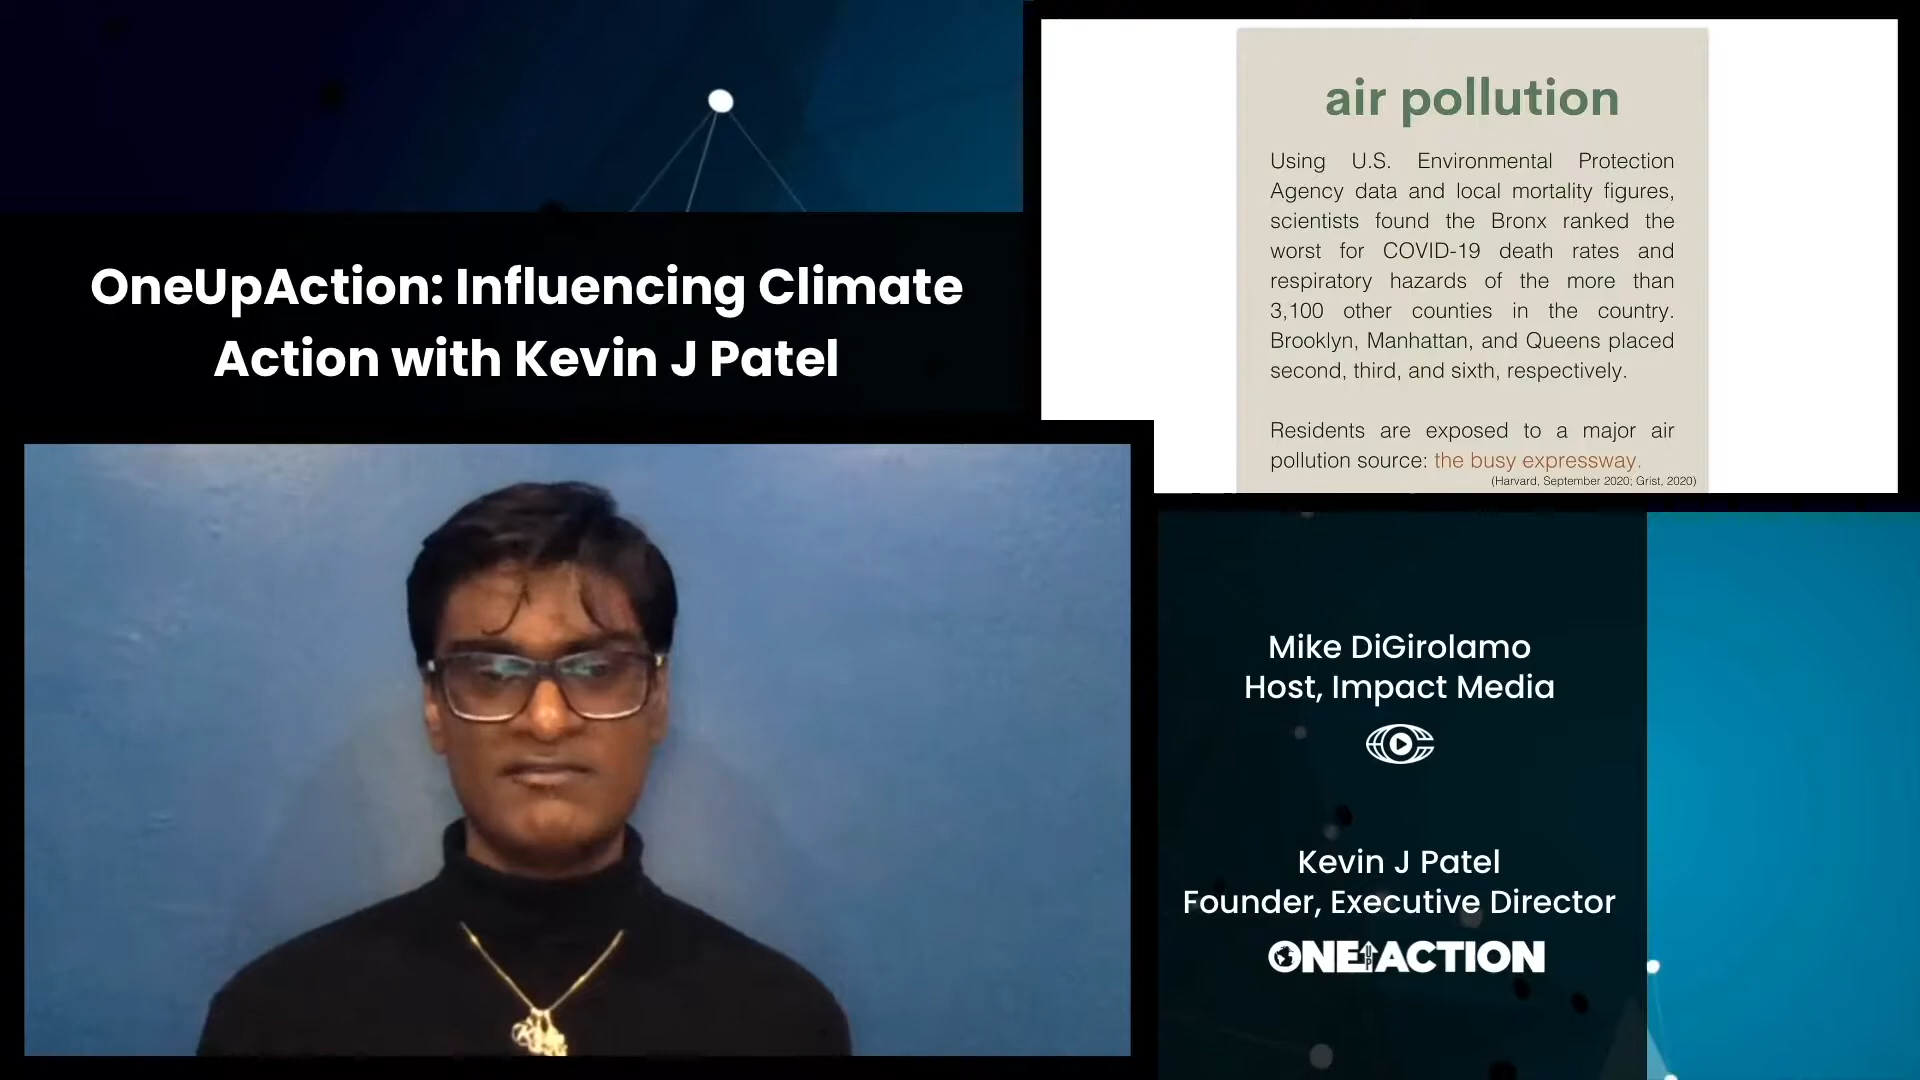 OneUpAction: Influencing Climate
Action with Kevin J Patel
air pollution
Using U.S. Environmental Protection
Agency data and local mortality figures,
scientists found the Bronx ranked the
worst for COVID-19 death rates and
respiratory hazards of the more than
3,100 other counties in the country.
Brooklyn, Manhattan, and Queens placed
second, third, and sixth, respectively.
Residents are exposed to a major air
pollution source: the busy expressway.
(Harvard, September 2020; Grist, 2020)
Mike DiGirolamo
Host, Impact Media
Kevin J Patel
Founder, Executive Director
ONE UP ACTION